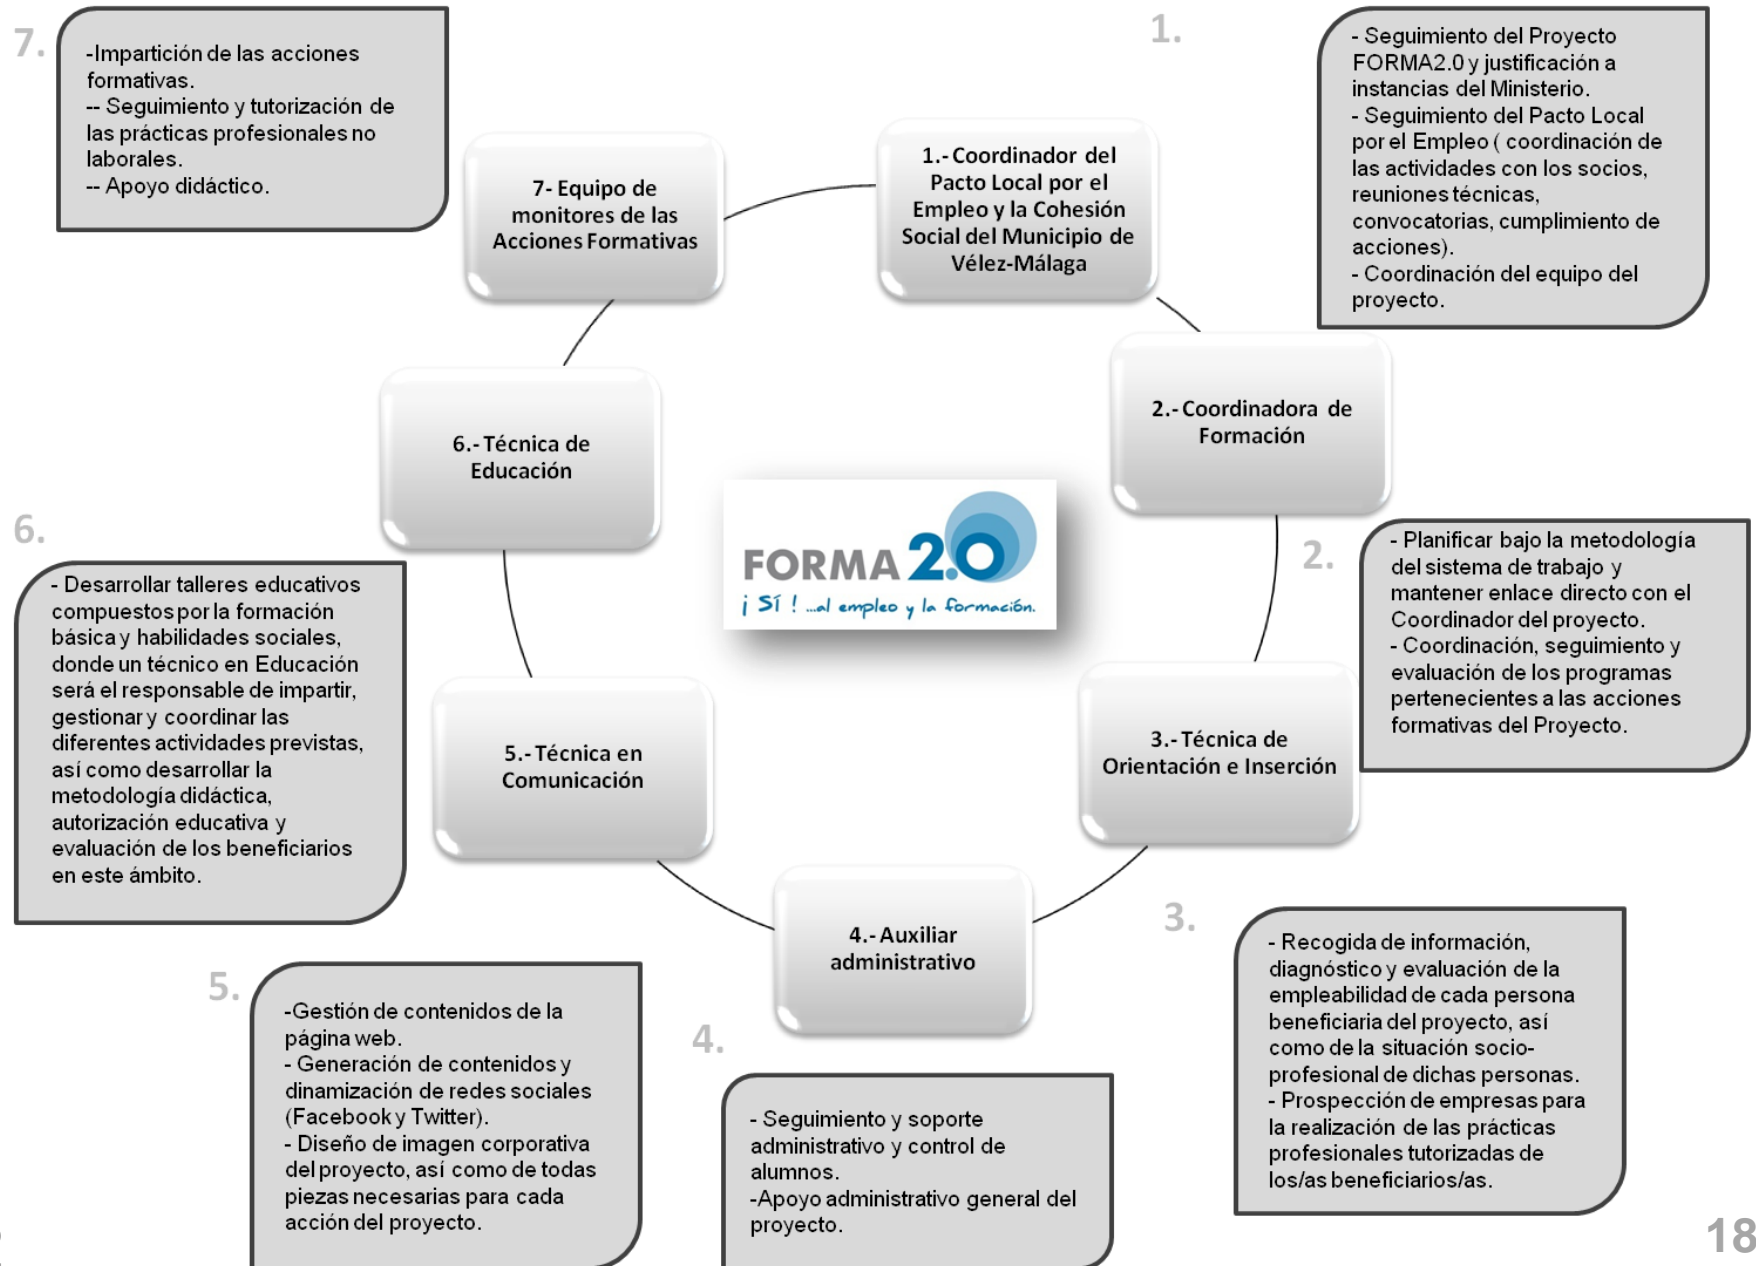 7.
-Impartición de las acciones
formativas.
-- Seguimiento y tutorización de
las prácticas profesionales no
laborales.
-- Apoyo didáctico.
7- Equipo de
monitores de las
Acciones Formativas
1.- Coordinador del
Pacto Local por el
Empleo y la Cohesión
Social del Municipio de
Vélez-Málaga
1.
- Seguimiento del Proyecto
FORMA2.0 y justificación a
instancias del Ministerio.
- Seguimiento del Pacto Local
por el Empleo ( coordinación de
las actividades con los socios,
reuniones técnicas,
convocatorias, cumplimiento de
acciones).
- Coordinación del equipo del
proyecto.
2.- Coordinadora de
Formación
2.
- Planificar bajo la metodología
del sistema de trabajo y
mantener enlace directo con el
Coordinador del proyecto.
- Coordinación, seguimiento y
evaluación de los programas
pertenecientes a las acciones
formativas del Proyecto.
6.- Técnica de
Educación
FORMA 2.0
¡ Sí ! ...al empleo y la formación.
6.
- Desarrollar talleres educativos
compuestos por la formación
básica y habilidades sociales,
donde un técnico en Educación
será el responsable de impartir,
gestionar y coordinar las
diferentes actividades previstas,
así como desarrollar la
metodología didáctica,
autorización educativa y
evaluación de los beneficiarios
en este ámbito.
5.- Técnica en
Comunicación
3.- Técnica de
Orientación e Inserción
4.- Auxiliar
administrativo
3.
- Recogida de información,
diagnóstico y evaluación de la
empleabilidad de cada persona
beneficiaria del proyecto, así
como de la situación socio-
profesional de dichas personas.
- Prospección de empresas para
la realización de las prácticas
profesionales tutorizadas de
los/as beneficiarios/as.
5.
-Gestión de contenidos de la
página web.
- Generación de contenidos y
dinamización de redes sociales
(Facebook y Twitter).
- Diseño de imagen corporativa
del proyecto, así como de todas
piezas necesarias para cada
acción del proyecto.
4.
- Seguimiento y soporte
administrativo y control de
alumnos.
-Apoyo administrativo general del
proyecto.
18